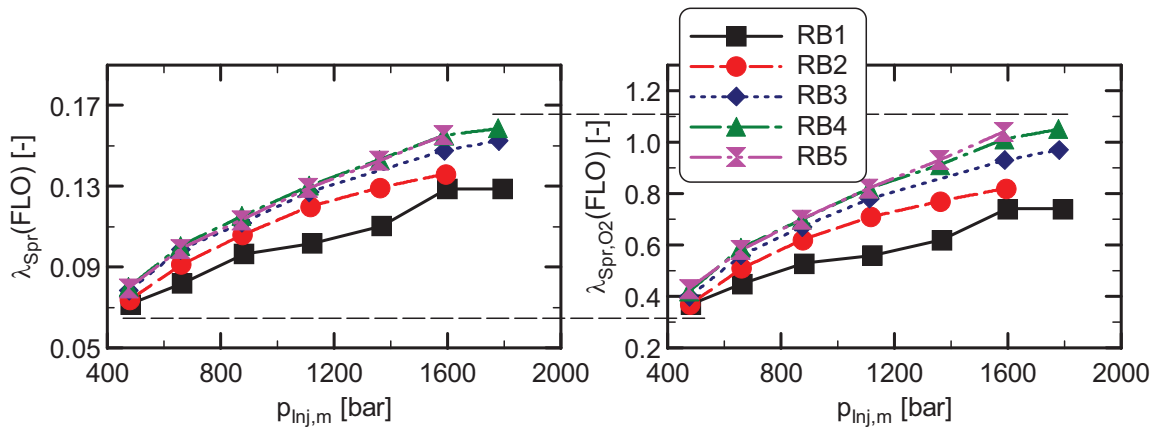 RB1
RB2
RB3
RB4
RB5
λSpr(FLO) [-]
0.17
0.13
0.09
0.05
400 800 1200 1600 2000
pInj,m [bar]
λSpr,O2(FLO) [-]
1.2
1.0
0.8
0.6
0.4
0.2
400 800 1200 1600 2000
pInj,m [bar]